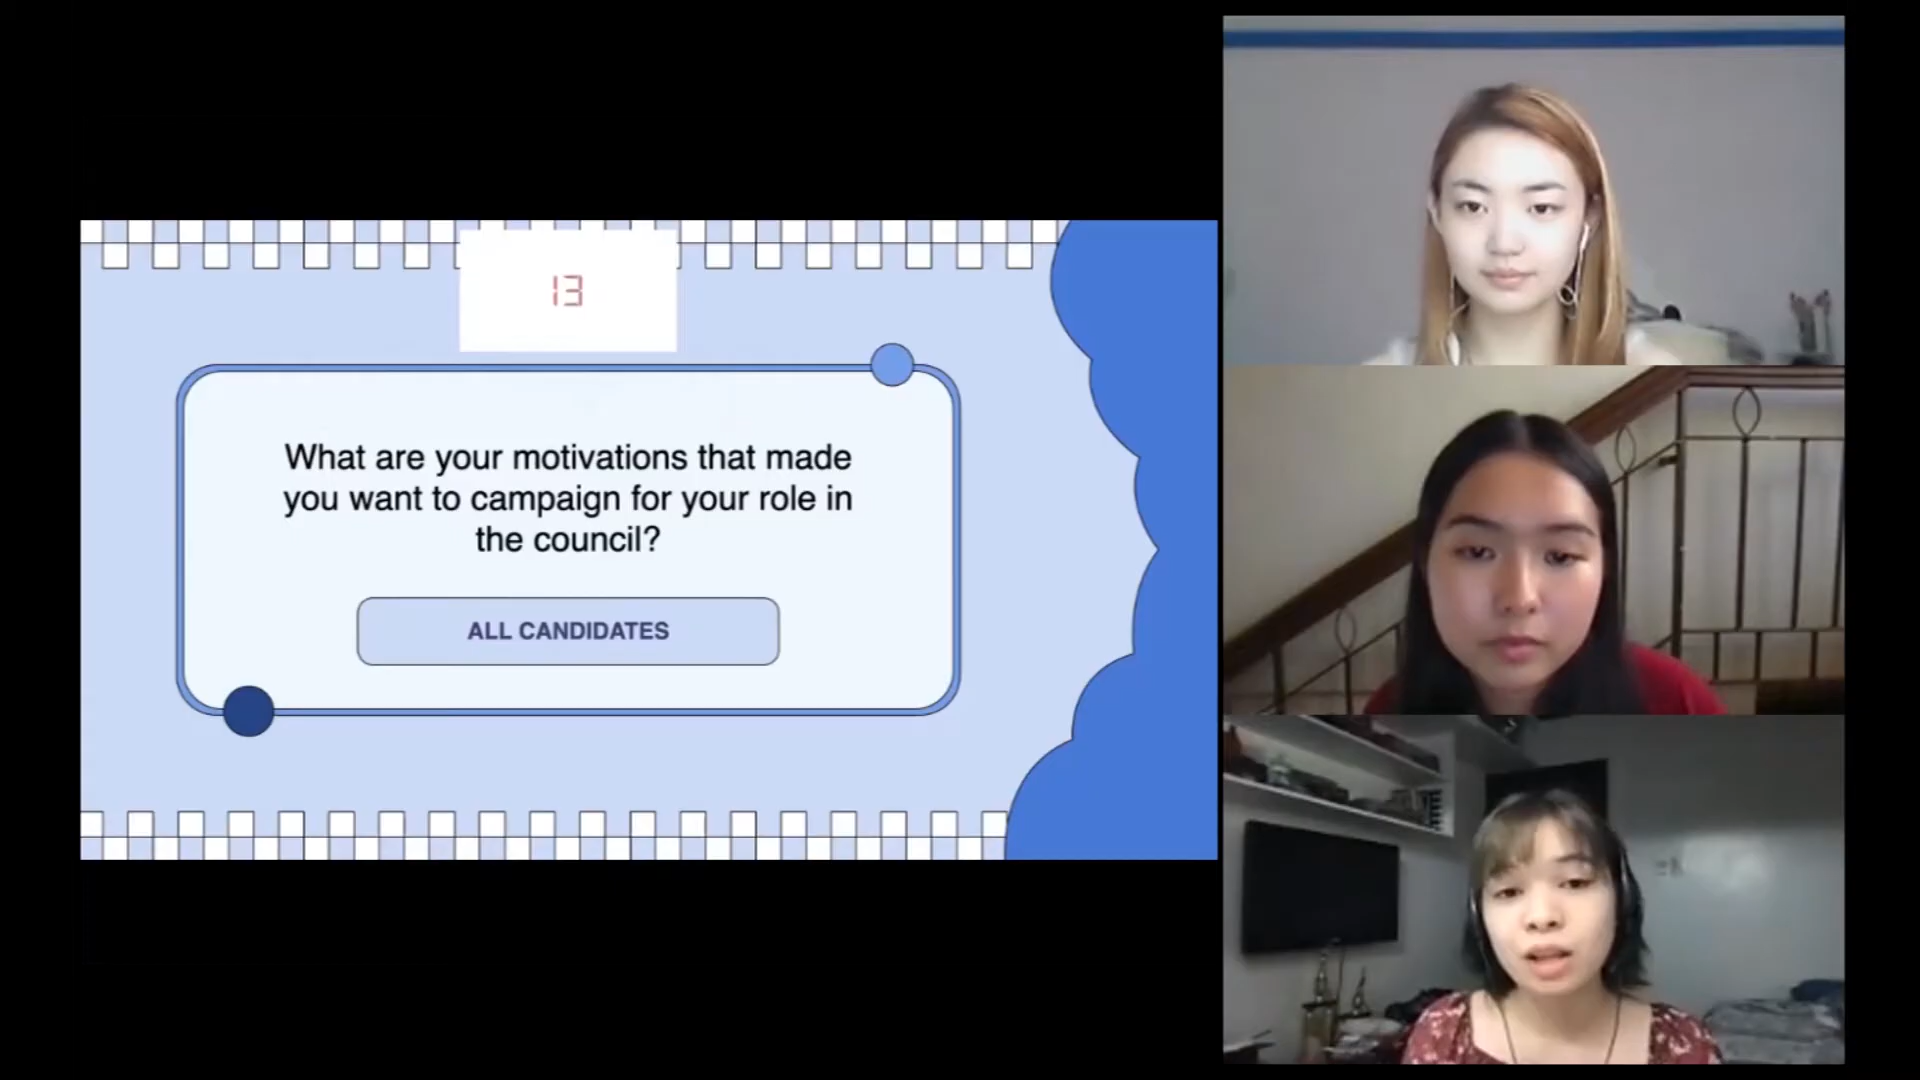 13
What are your motivations that made
you want to campaign for your role in
the council?
ALL CANDIDATES